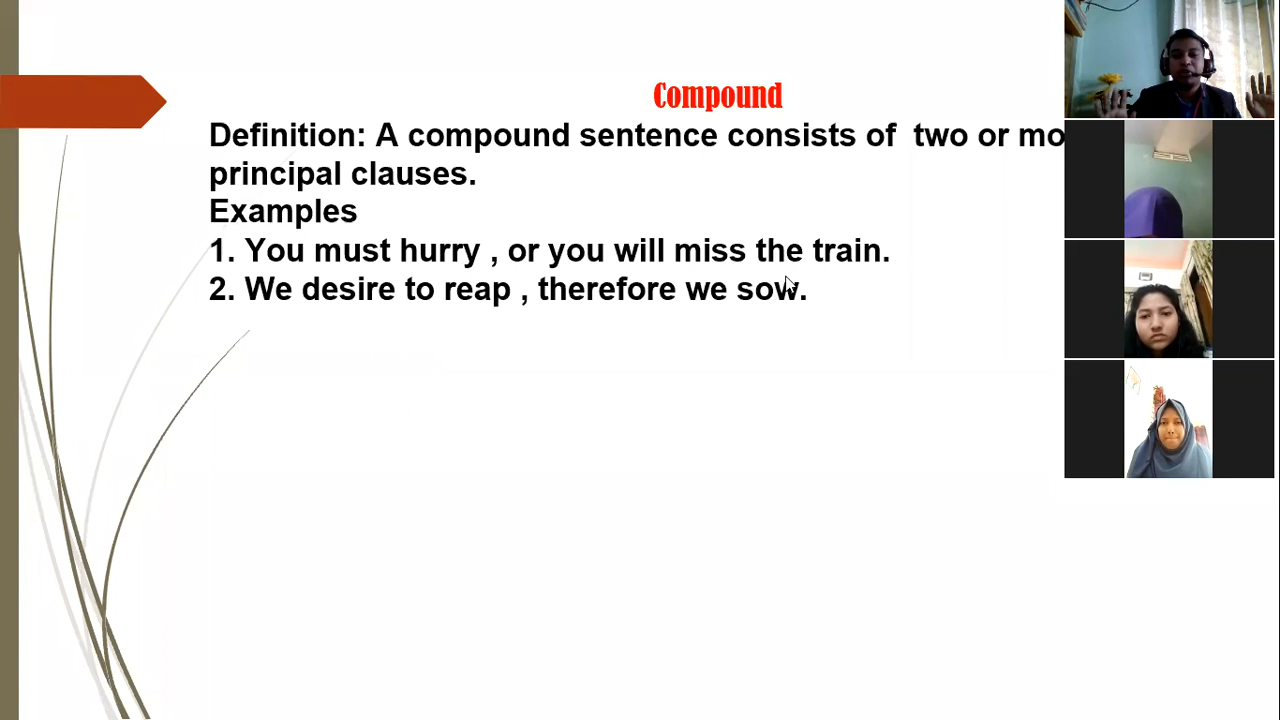 Compound
Definition: A compound sentence consists of two or mo
principal clauses.
Examples
1. You must hurry , or you will miss the train.
2. We desire to reap , therefore we sow.